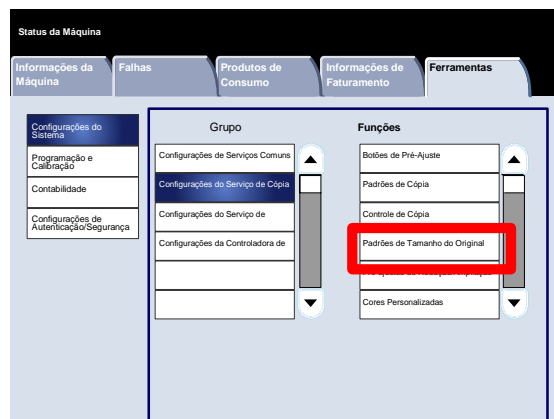 Status da Máquina
Informações da
Máquina
Falhas
Produtos de
Consumo
Informações de
Faturamento
Ferramentas
Configurações do
Sistema
Programação e
Calibração
Contabilidade
Configurações de
Autenticação/Segurança
Grupo
Configurações de Serviços Comuns
Configurações do Serviço de Cópia
Configurações do Serviço de
Configurações da Controladora de
Funções
Botões de Pré-Ajuste
Padrões de Cópia
Controle de Cópia
Padrões de Tamanho do Original
Cores Personalizadas